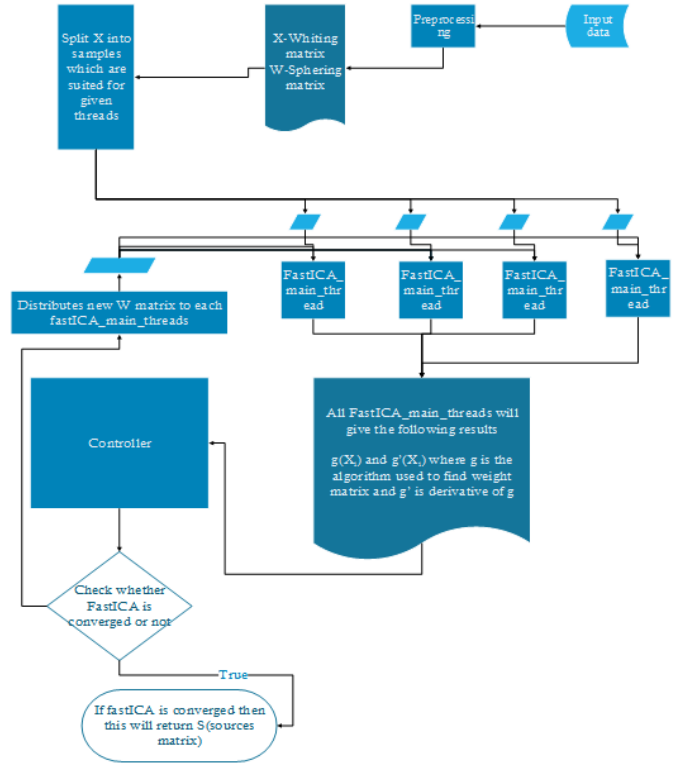 Split X into
samples
which are
suited for
given
threads
X-Whiting
matrix
W-Sphering
matrix
Preprocessi
ng
Input
data
FastICA_
main_thr
ead
FastICA_
main_thr
ead
FastICA_
main_thr
ead
FastICA_
main_thr
ead
Distributes new W matrix to each
fastICA_main_threads
Controller
All FastICA_main_threads will
give the following results
g(Xᵢ) and g'(Xᵢ) where g is the
algorithm used to find weight
matrix and g' is derivative of g
Check whether
FastICA is
converged or not
True
If fastICA is converged then
this will return S(sources
matrix)